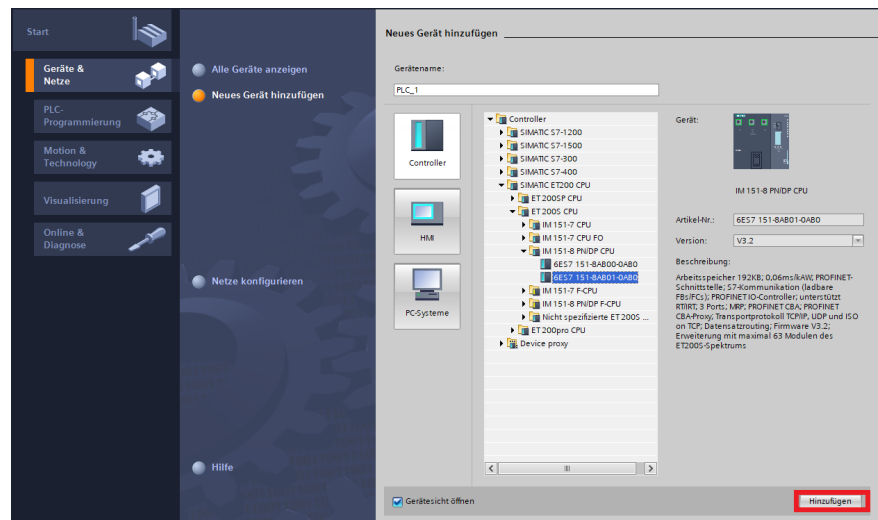 Start
Geräte &
Netze
PLC-
Programmierung
Motion &
Technology
Visualisierung
Online &
Diagnose
Alle Geräte anzeigen
Neues Gerät hinzufügen
Netze konfigurieren
Hilfe
Neues Gerät hinzufügen
Gerätename:
PLC_1
Controller
HMI
PC-Systeme
Controller
SIMATIC S7-1200
SIMATIC S7-1500
SIMATIC S7-300
SIMATIC S7-400
SIMATIC ET200 CPU
ET 200SP CPU
ET 200S CPU
IM 151-7 CPU
IM 151-7 CPU FO
IM 151-8 PN/DP CPU
6ES7 151-8AB00-0AB0
6ES7 151-8AB01-0AB0
IM 151-7 F-CPU
IM 151-8 PN/DP F-CPU
Nicht spezifizierte ET 200S ...
ET 200pro CPU
Device proxy
Gerät:
IM 151-8 PN/DP CPU
Artikel-Nr.: 6ES7 151-8AB01-0AB0
Version: V3.2
Beschreibung:
Arbeitsspeicher 192KB; 0,06ms/kAW; PROFINET-
Schnittstelle; S7-Kommunikation (ladbare
FBs/FCs); PROFINET IO-Controller; unterstützt
RT/IRT; 3 Ports; MRP; PROFINET CBA; PROFINET
CBA-Proxy; Transportprotokoll TCP/IP, UDP und ISO
on TCP; Datensatzrouting; Firmware V3.2;
Erweiterung mit maximal 63 Modulen des
ET200S-Spektrums
Gerätesicht öffnen
Hinzufügen